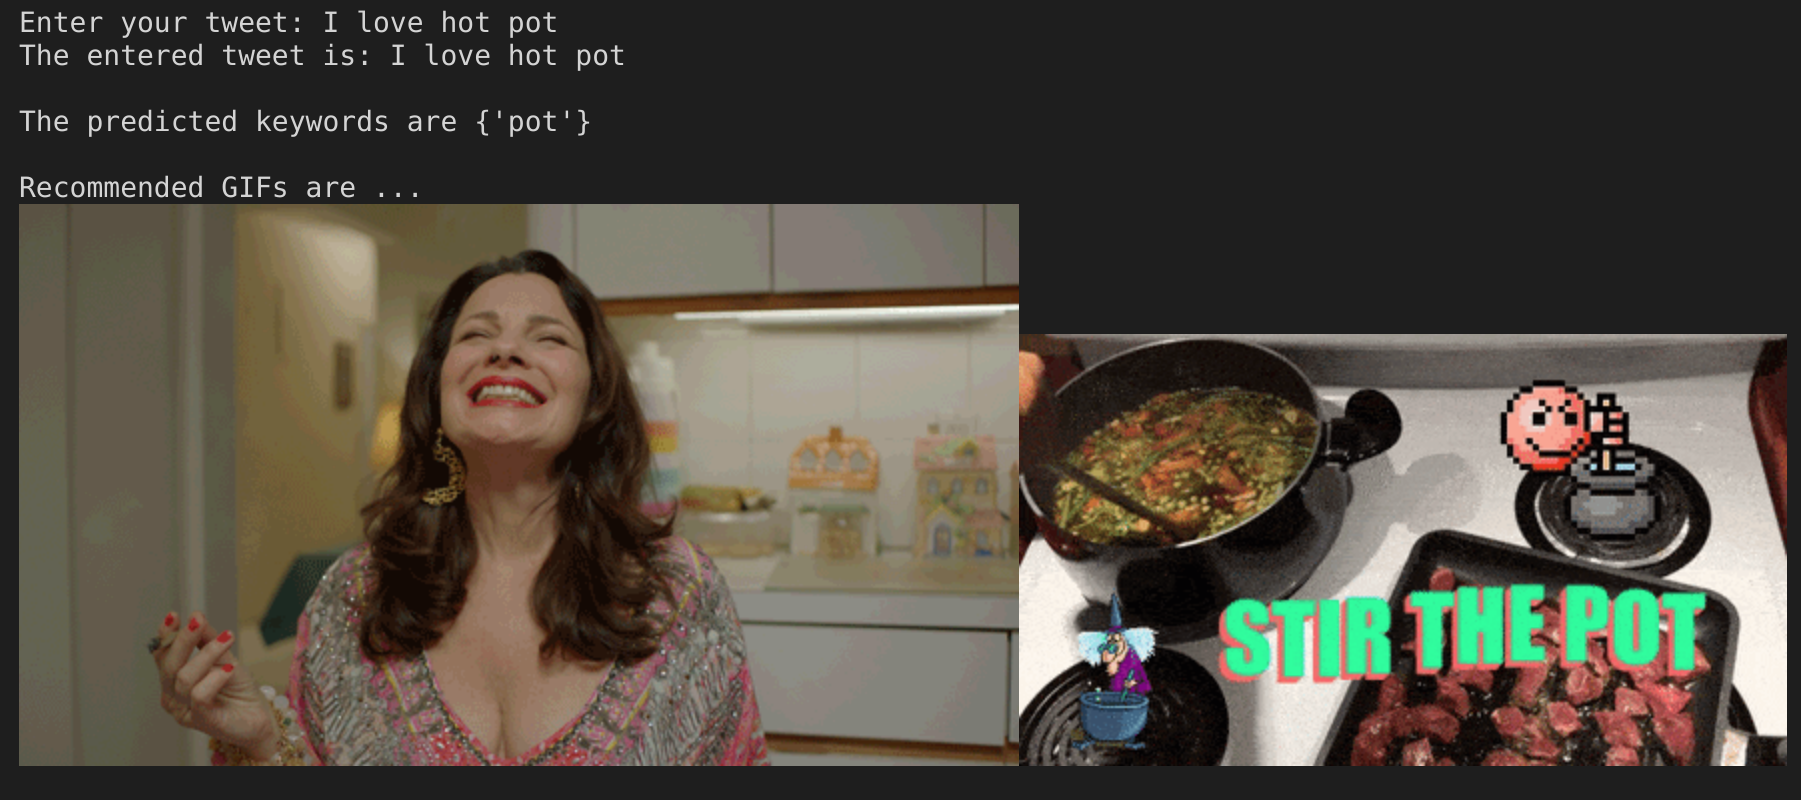 Enter your tweet: I love hot pot
The entered tweet is: I love hot pot
The predicted keywords are {'pot'}
Recommended GIFs are ...
STIR THE POT